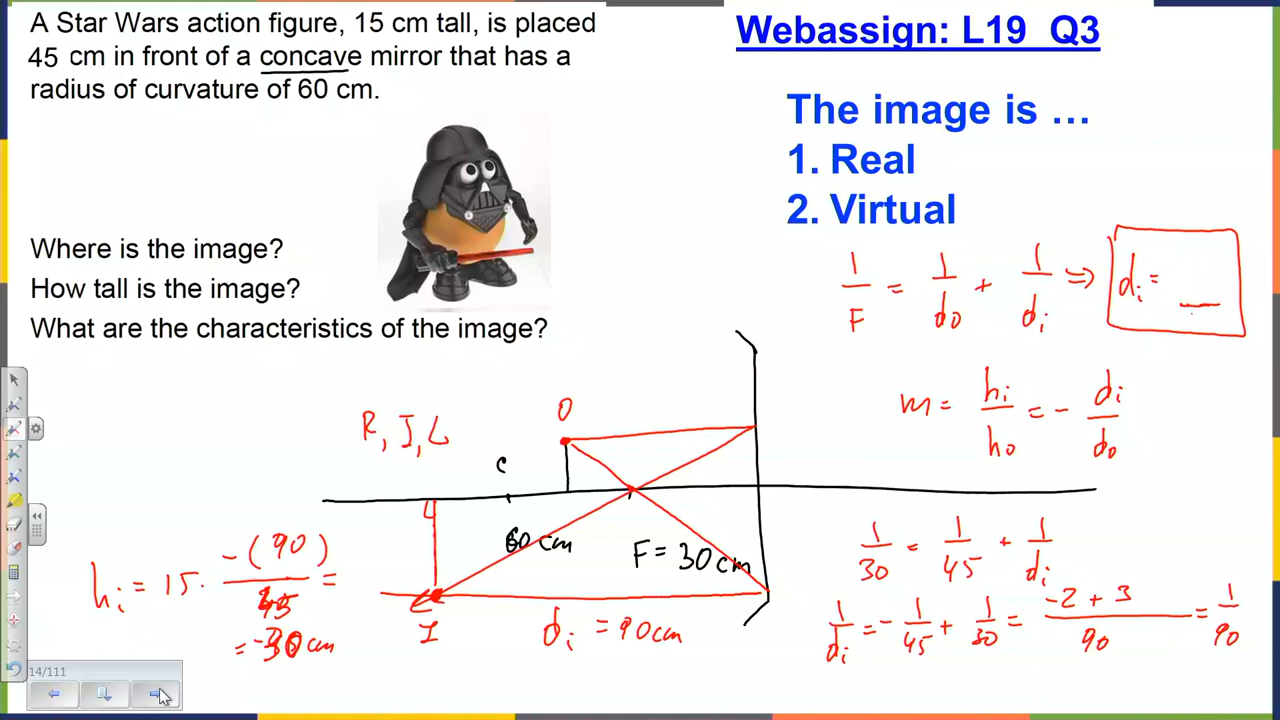 A Star Wars action figure, 15 cm tall, is placed
45 cm in front of a concave mirror that has a
radius of curvature of 60 cm.
Webassign: L19 Q3
The image is …
1. Real
2. Virtual
Where is the image?
How tall is the image?
What are the characteristics of the image?
1/F = 1/do + 1/di ⇒ di = __
m = hi/ho = - di/do
R, I, L
O
C
60 cm
F = 30 cm
1/30 = 1/45 + 1/di
1/di = - 1/45 + 1/30 = -2 + 3/90 = 1/90
hi = 15 · -(90)/45 =
= -30 cm
I
di = 90cm
14/111